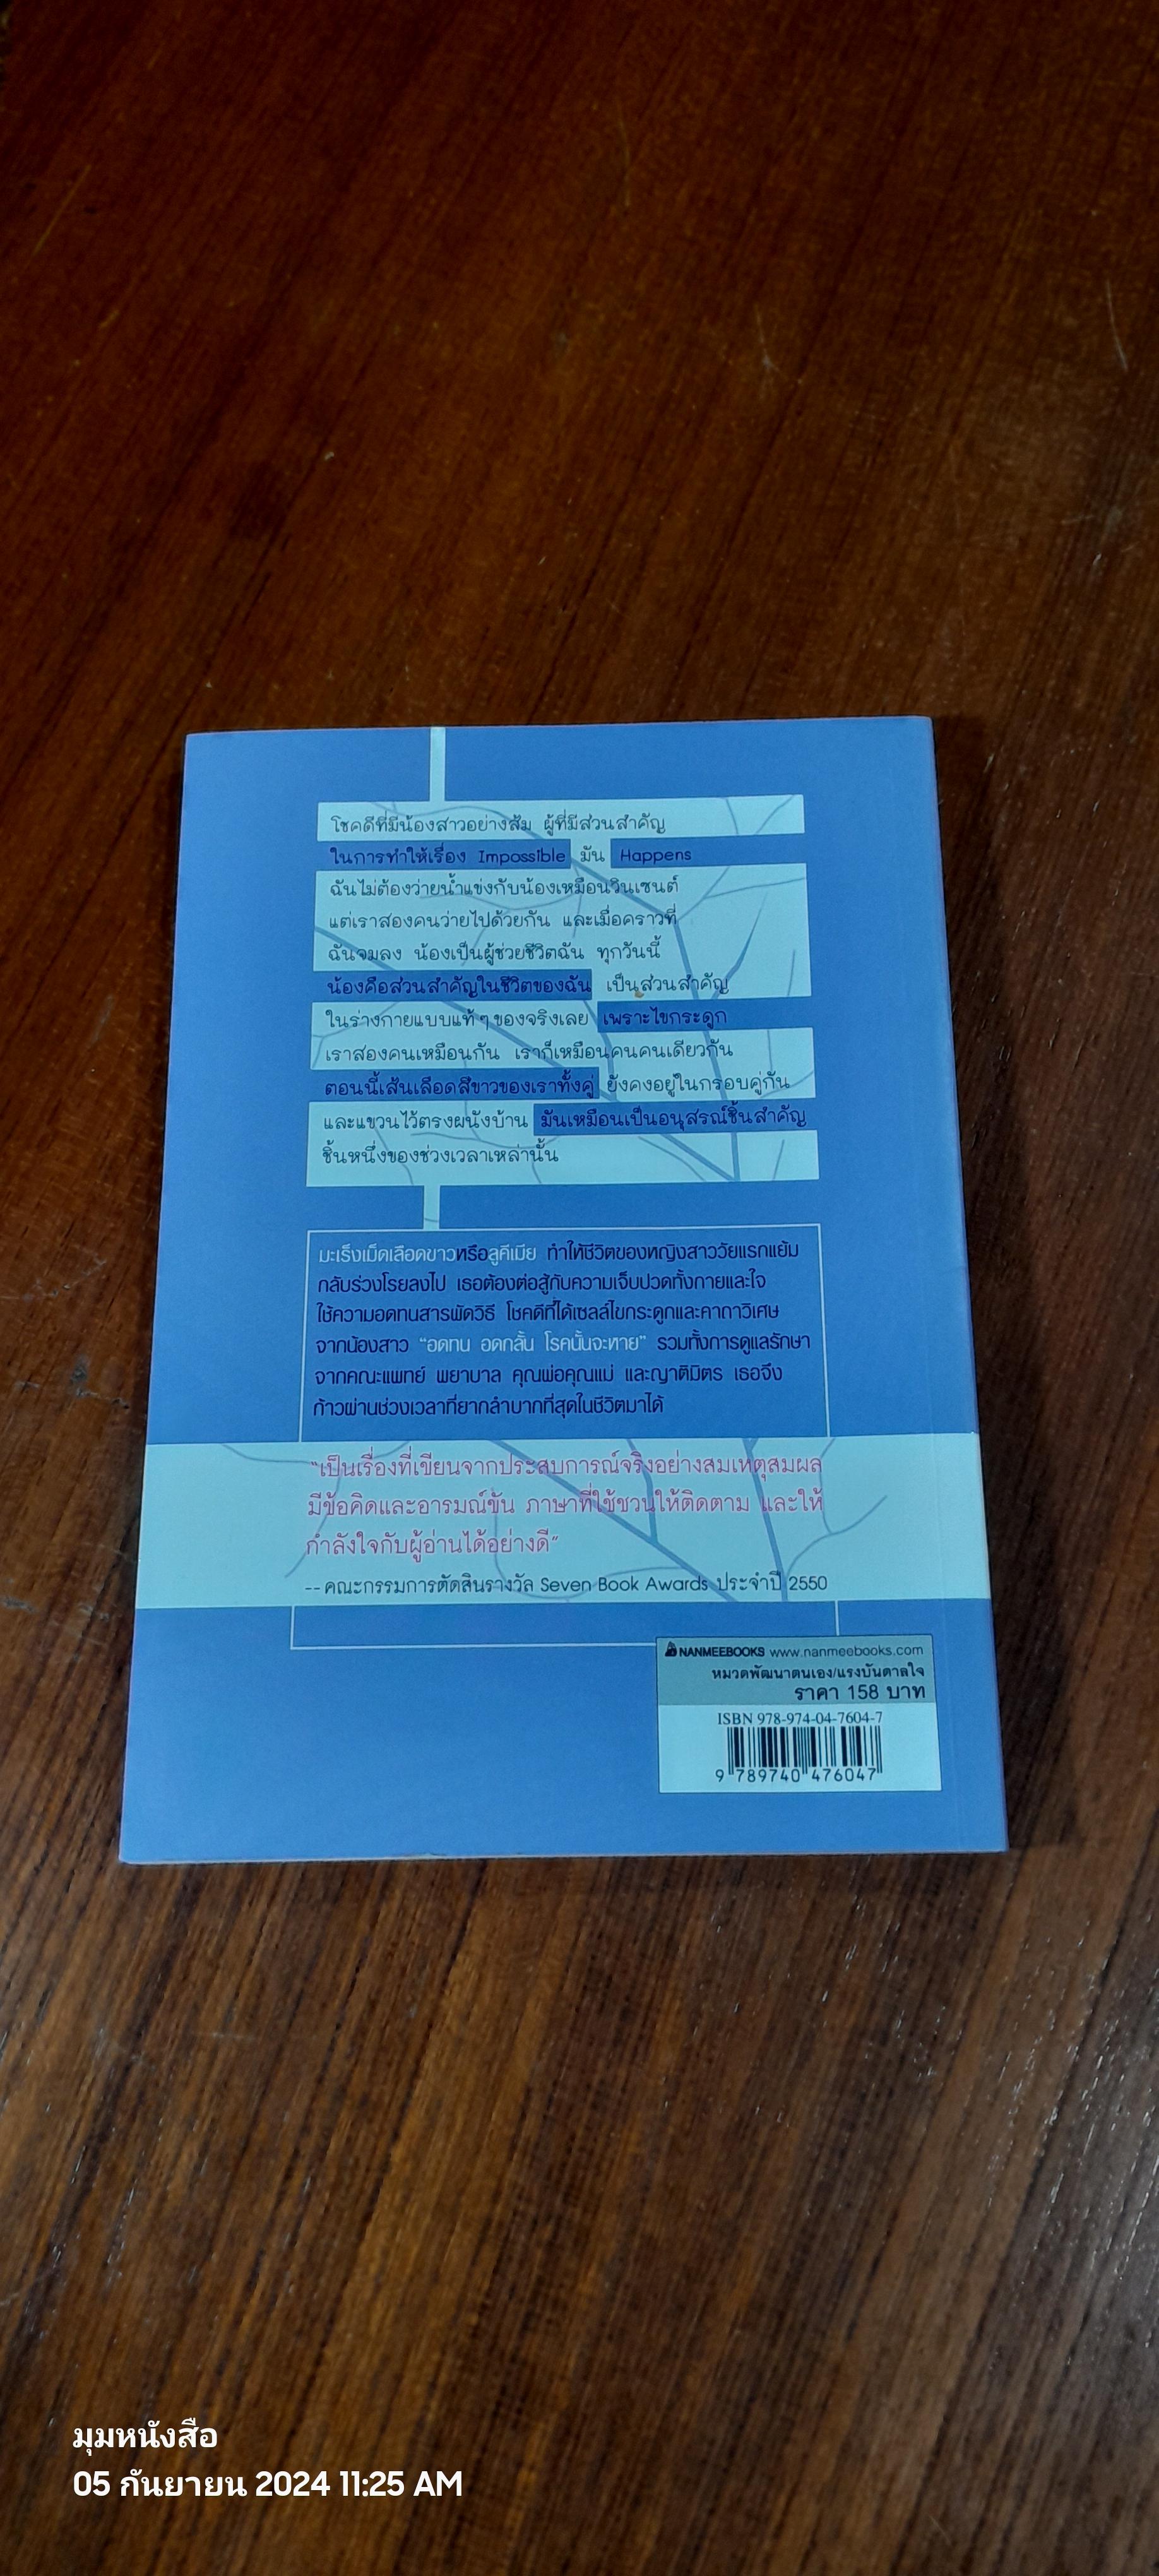 โชคดีที่มีน้องสาวอย่างส้ม ผู้ที่มีส่วนสำคัญ
ในการทำให้เรื่อง Impossible มัน Happens
ฉันไม่ต้องว่ายน้ำแข่งกับน้องเหมือนวินเซนต์
แต่เราสองคนว่ายไปด้วยกัน และเมื่อคราวที่
ฉันจมลง น้องเป็นผู้ช่วยชีวิตฉัน ทุกวันนี้
น้องคือส่วนสำคัญในชีวิตของฉัน เป็นส่วนสำคัญ
ในร่างกายแบบแท้ๆ ของจริงเลย เพราะไขกระดูก
เราสองคนเหมือนกัน เราก็เหมือนคนคนเดียวกัน
ตอนนี้เส้นเลือดสีขาวของเราทั้งคู่ ยังคงอยู่ในกรอบคู่กัน
และแขวนไว้ตรงผนังบ้าน มันเหมือนเป็นอนุสรณ์ชิ้นสำคัญ
ชิ้นหนึ่งของช่วงเวลาเหล่านั้น
มะเร็งเม็ดเลือดขาวหรือลูคีเมีย ทำให้ชีวิตของหญิงสาววัยแรกแย้ม
กลับร่วงโรยลงไป เธอต้องต่อสู้กับความเจ็บปวดทั้งกายและใจ
ใช้ความอดทนสารพัดวิธี โชคดีที่ได้เซลล์ไขกระดูกและคาถาวิเศษ
จากน้องสาว “อดทน อดกลั้น โรคนั้นจะหาย” รวมทั้งการดูแลรักษา
จากคณะแพทย์ พยาบาล คุณพ่อคุณแม่ และญาติมิตร เธอจึง
ก้าวผ่านช่วงเวลาที่ยากลำบากที่สุดในชีวิตมาได้
“เป็นเรื่องที่เขียนจากประสบการณ์จริงอย่างสมเหตุสมผล
มีข้อคิดและอารมณ์ขัน ภาษาที่ใช้ชวนให้ติดตาม และให้
กำลังใจกับผู้อ่านได้อย่างดี”
-- คณะกรรมการตัดสินรางวัล Seven Book Awards ประจำปี 2550
NANMEEBOOKS www.nanmeebooks.com
หมวดพัฒนาตนเอง/แรงบันดาลใจ
ราคา 158 บาท
ISBN 978-974-04-7604-7
9 789740 476047
มุมหนังสือ
05 กันยายน 2024 11:25 AM